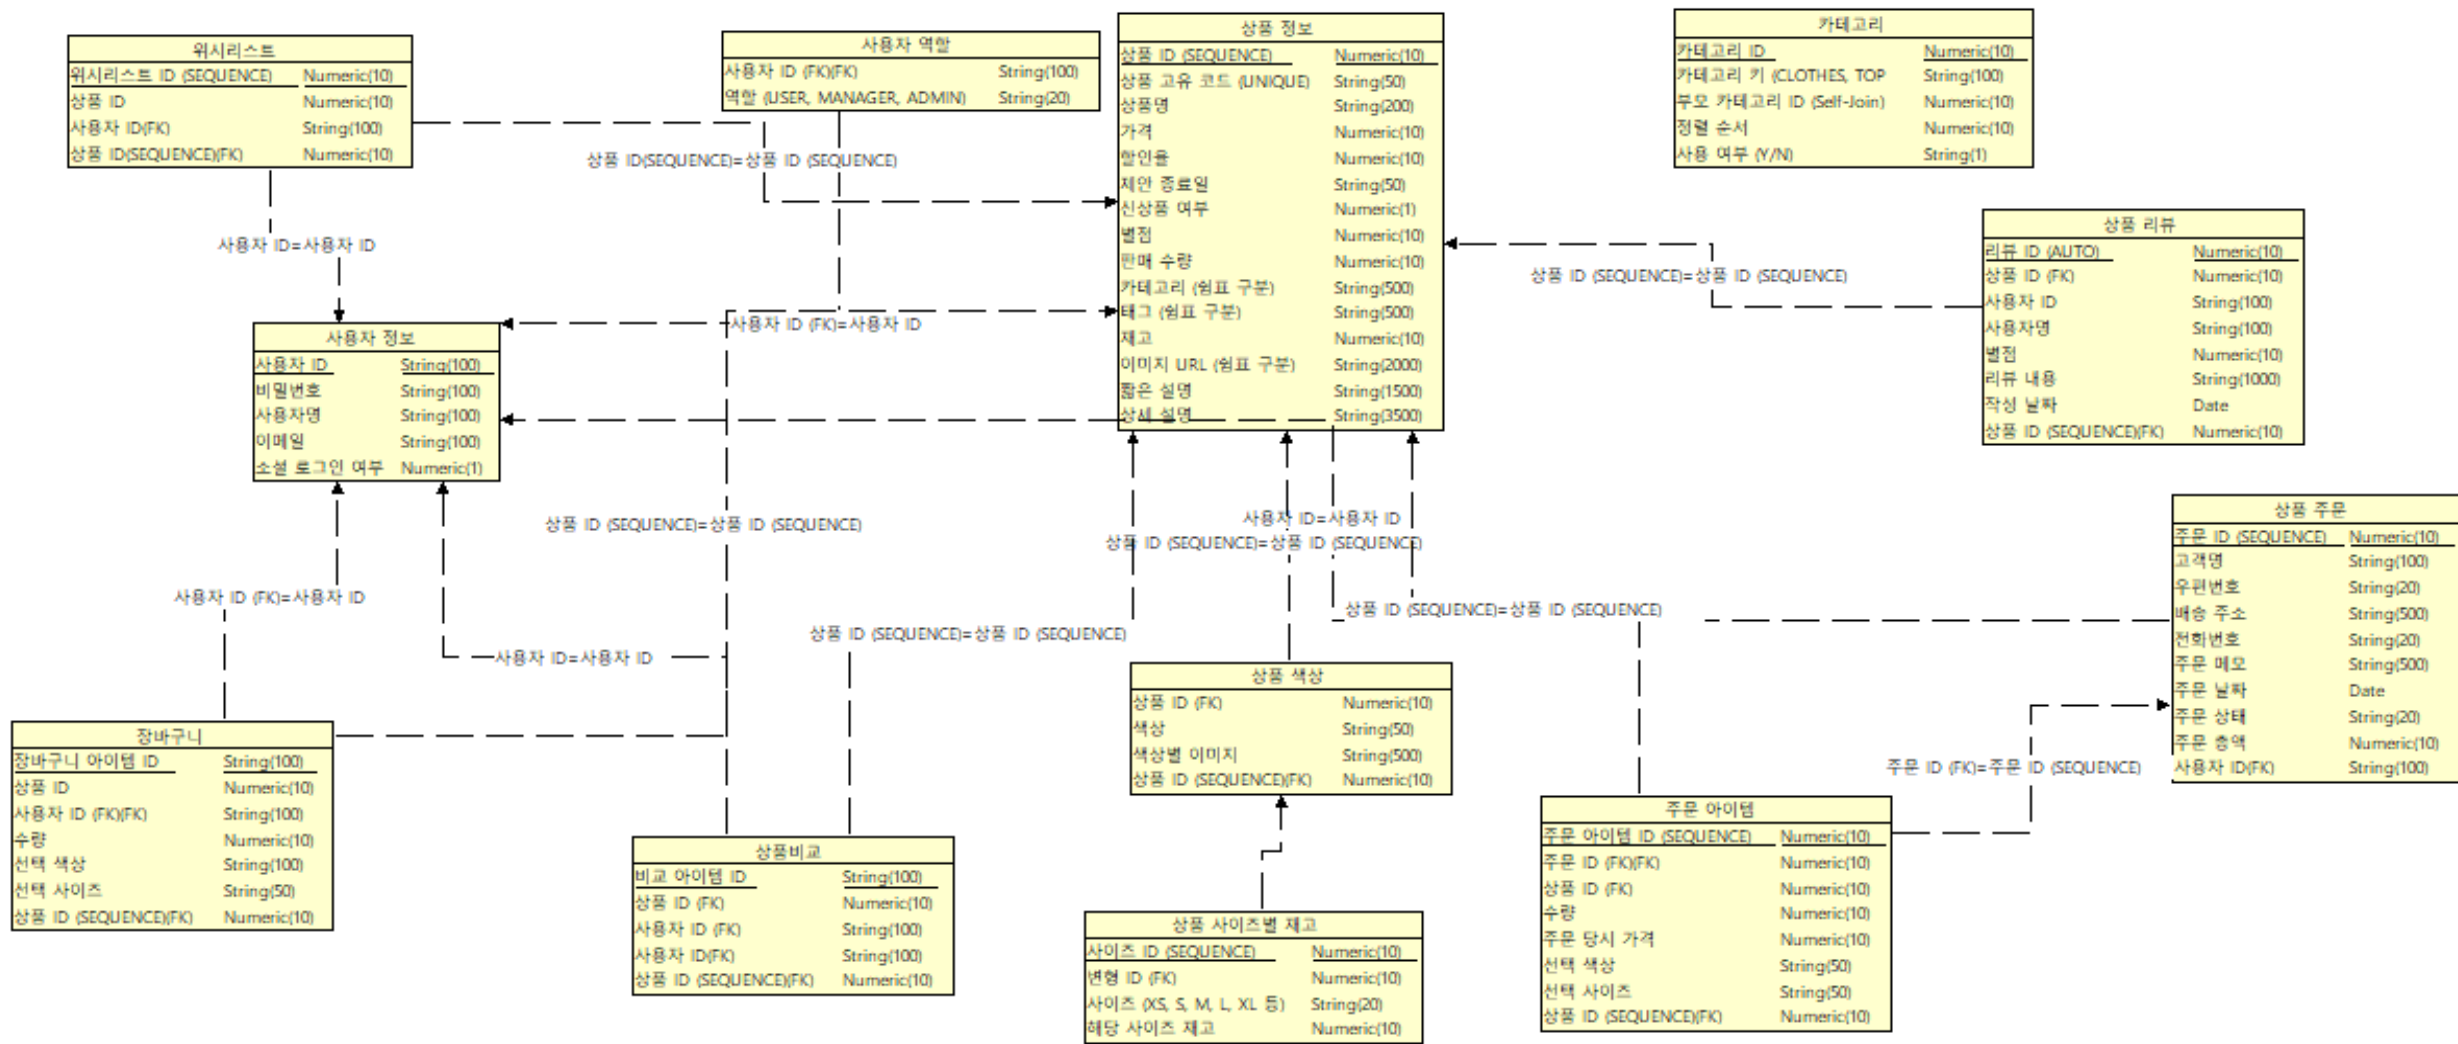 위시리스트
위시리스트 ID (SEQUENCE) Numeric(10)
상품 ID Numeric(10)
사용자 ID(FK) String(100)
상품 ID(SEQUENCE)(FK) Numeric(10)
사용자 역할
사용자 ID (FK)(FK) String(100)
역할 (USER, MANAGER, ADMIN) String(20)
상품 정보
상품 ID (SEQUENCE) Numeric(10)
상품 고유 코드 (UNIQUE) String(50)
상품명 String(200)
가격 Numeric(10)
할인율 Numeric(10)
제안 종료일 String(50)
신상품 여부 Numeric(1)
별점 Numeric(10)
판매 수량 Numeric(10)
카테고리 (쉼표 구분) String(500)
태그 (쉼표 구분) String(500)
재고 Numeric(10)
이미지 URL (쉼표 구분) String(2000)
짧은 설명 String(1500)
상세 설명 String(3500)
카테고리
카테고리 ID Numeric(10)
카테고리 키 (CLOTHES, TOP String(100)
부모 카테고리 ID (Self-Join) Numeric(10)
정렬 순서 Numeric(10)
사용 여부 (Y/N) String(1)
상품 ID(SEQUENCE)=상품 ID (SEQUENCE)
사용자 ID=사용자 ID
상품 리뷰
리뷰 ID (AUTO) Numeric(10)
상품 ID (FK) Numeric(10)
사용자 ID String(100)
사용자명 String(100)
별점 Numeric(10)
리뷰 내용 String(1000)
작성 날짜 Date
상품 ID (SEQUENCE)(FK) Numeric(10)
상품 ID (SEQUENCE)=상품 ID (SEQUENCE)
사용자 ID (FK)=사용자 ID
사용자 정보
사용자 ID String(100)
비밀번호 String(100)
사용자명 String(100)
이메일 String(100)
소셜 로그인 여부 Numeric(1)
상품 ID (SEQUENCE)=상품 ID (SEQUENCE)
사용자 ID=사용자 ID
상품 ID (SEQUENCE)=상품 ID (SEQUENCE)
상품 주문
주문 ID (SEQUENCE) Numeric(10)
고객명 String(100)
우편번호 String(20)
배송 주소 String(500)
전화번호 String(20)
주문 메모 String(500)
주문 날짜 Date
주문 상태 String(20)
주문 총액 Numeric(10)
사용자 ID(FK) String(100)
사용자 ID (FK)=사용자 ID
상품 ID (SEQUENCE)=상품 ID (SEQUENCE)
상품 ID (SEQUENCE)=상품 ID (SEQUENCE)
사용자 ID=사용자 ID
상품 색상
상품 ID (FK) Numeric(10)
색상 String(50)
색상별 이미지 String(500)
상품 ID (SEQUENCE)(FK) Numeric(10)
장바구니
장바구니 아이템 ID String(100)
상품 ID Numeric(10)
사용자 ID (FK)(FK) String(100)
수량 Numeric(10)
선택 색상 String(100)
선택 사이즈 String(50)
상품 ID (SEQUENCE)(FK) Numeric(10)
주문 ID (FK)=주문 ID (SEQUENCE)
상품비교
비교 아이템 ID String(100)
상품 ID (FK) Numeric(10)
사용자 ID (FK) String(100)
사용자 ID(FK) String(100)
상품 ID (SEQUENCE)(FK) Numeric(10)
주문 아이템
주문 아이템 ID (SEQUENCE) Numeric(10)
주문 ID (FK)(FK) Numeric(10)
상품 ID (FK) Numeric(10)
수량 Numeric(10)
주문 당시 가격 Numeric(10)
선택 색상 String(50)
선택 사이즈 String(50)
상품 ID (SEQUENCE)(FK) Numeric(10)
상품 사이즈별 재고
사이즈 ID (SEQUENCE) Numeric(10)
변형 ID (FK) Numeric(10)
사이즈 (XS, S, M, L, XL 등) String(20)
해당 사이즈 재고 Numeric(10)